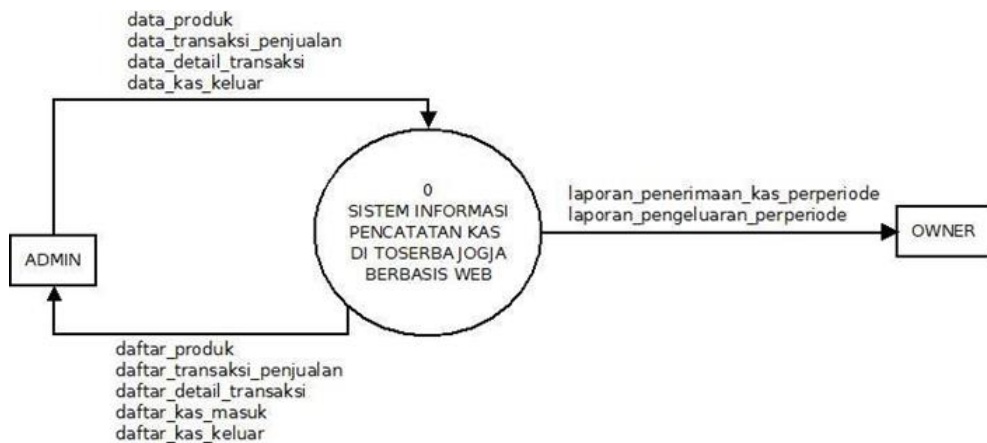 data_produk
data_transaksi_penjualan
data_detail_transaksi
data_kas_keluar
0
SISTEM INFORMASI
PENCATATAN KAS
DI TOSERBA JOGJA
BERBASIS WEB
laporan_penerimaan_kas_perperiode
laporan_pengeluaran_perperiode
OWNER
ADMIN
daftar_produk
daftar_transaksi_penjualan
daftar_detail_transaksi
daftar_kas_masuk
daftar_kas_keluar